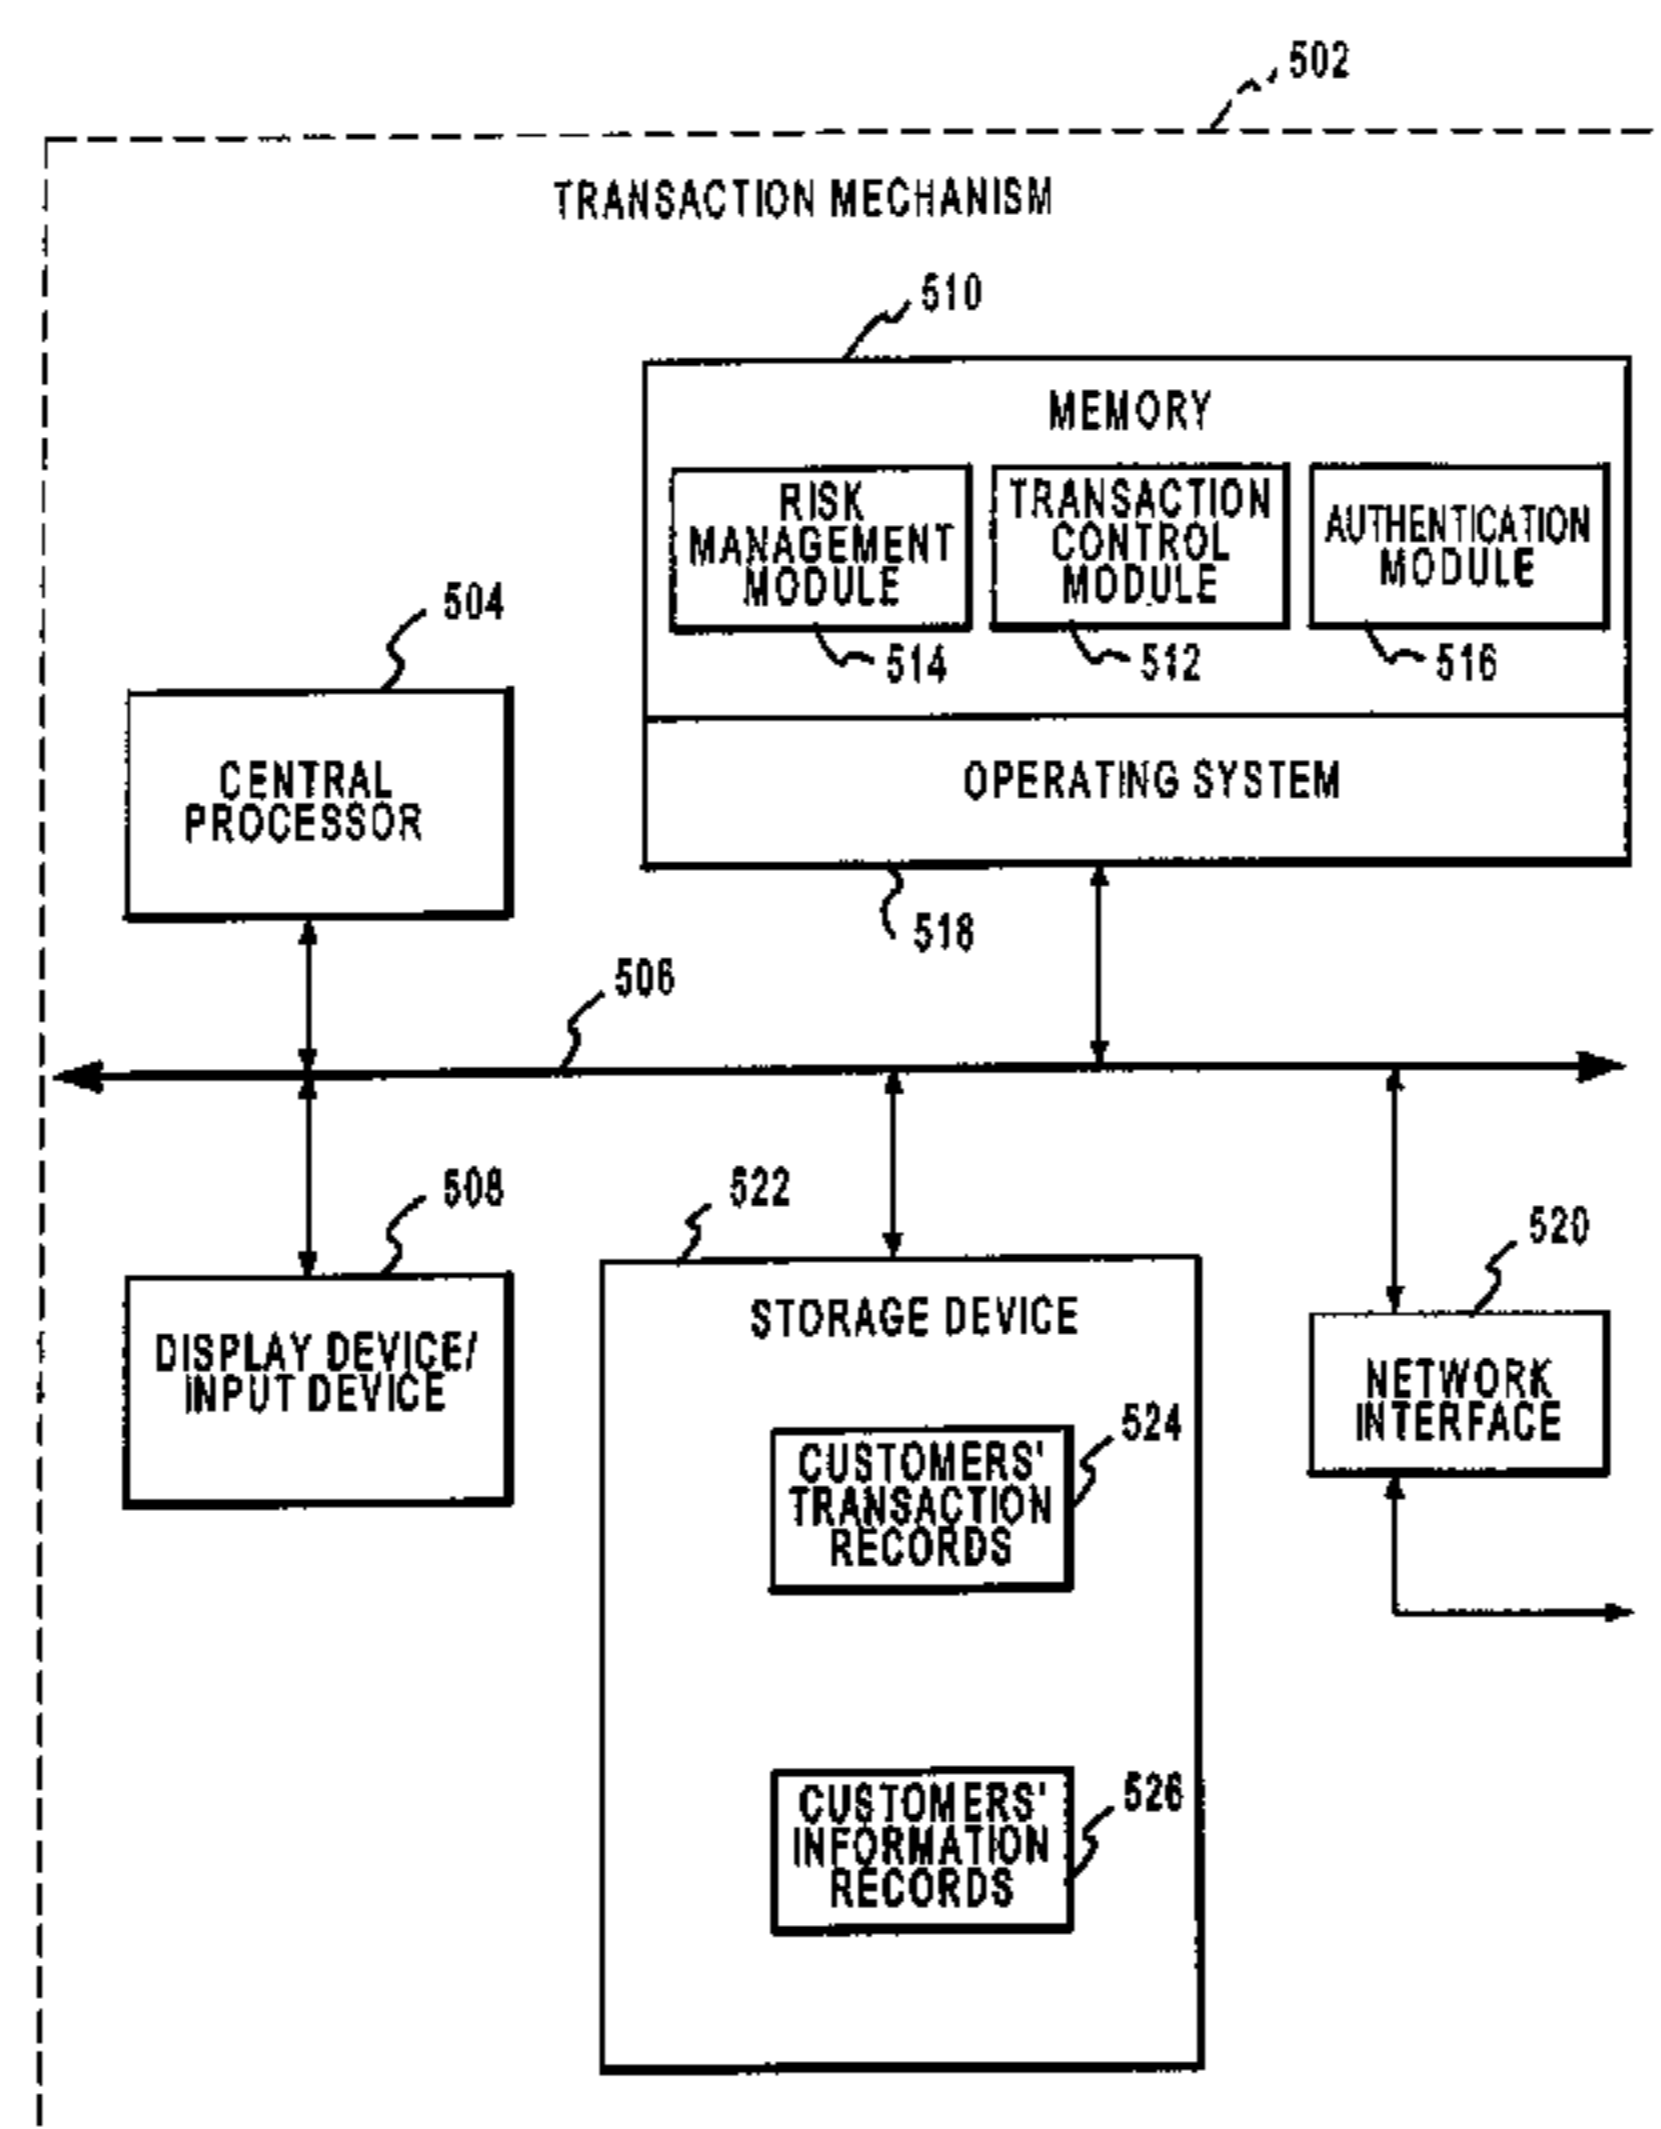 502
TRANSACTION MECHANISM
510
MEMORY
RISK
MANAGEMENT
MODULE
TRANSACTION
CONTROL
MODULE
AUTHENTICATION
MODULE
514
512
516
504
CENTRAL
PROCESSOR
OPERATING SYSTEM
518
506
508
DISPLAY DEVICE/
INPUT DEVICE
522
STORAGE DEVICE
520
NETWORK
INTERFACE
524
CUSTOMERS'
TRANSACTION
RECORDS
526
CUSTOMERS'
INFORMATION
RECORDS